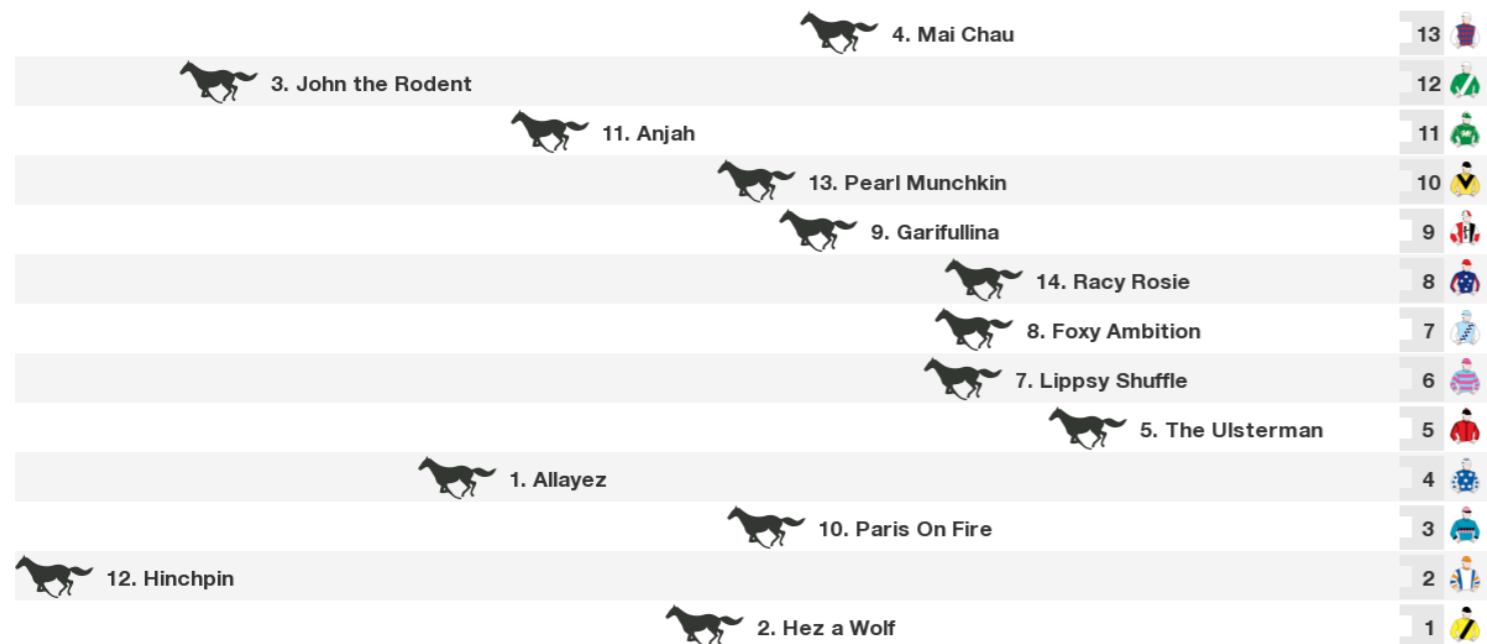 4. Mai Chau 13
3. John the Rodent 12
11. Anjah 11
13. Pearl Munchkin 10
9. Garifullina 9
14. Racy Rosie 8
8. Foxy Ambition 7
7. Lippsy Shuffle 6
5. The Ulsterman 5
1. Allayez 4
10. Paris On Fire 3
12. Hinchpin 2
2. Hez a Wolf 1